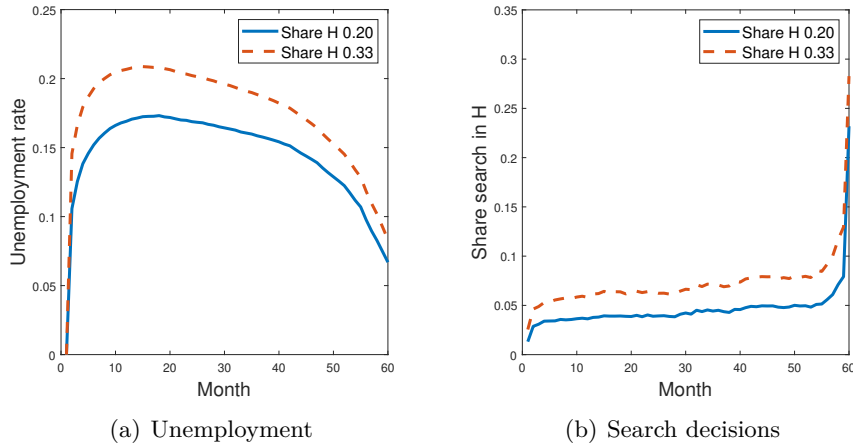 0.25
0.2
0.15
0.1
0.05
0
Unemployment rate
Share H 0.20
Share H 0.33
0 10 20 30 40 50 60
Month
(a) Unemployment
0.35
0.3
0.25
0.2
0.15
0.1
0.05
0
Share search in H
Share H 0.20
Share H 0.33
0 10 20 30 40 50 60
Month
(b) Search decisions